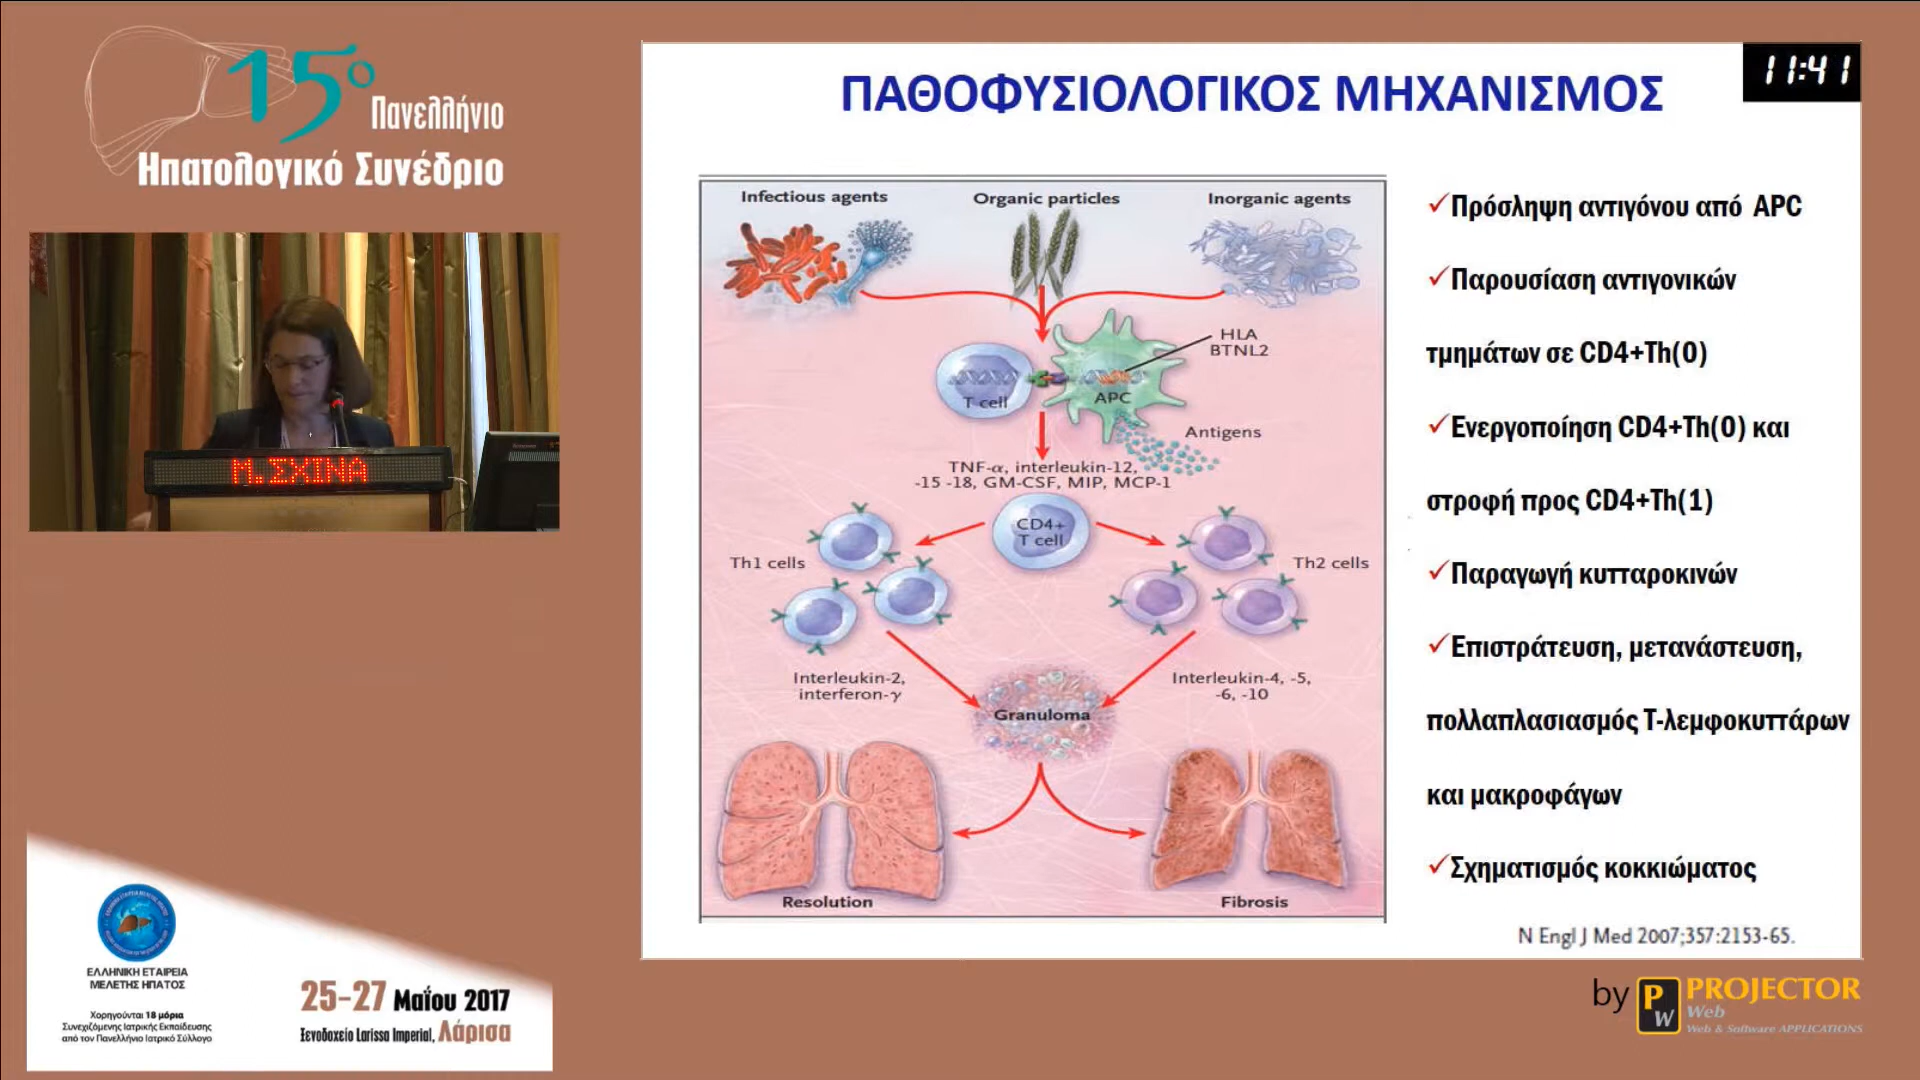 15ο
Πανελλήνιο
Ηπατολογικό Συνέδριο
Μ.ΣΧΙΝΑ
ΕΛΛΗΝΙΚΗ ΕΤΑΙΡΕΙΑ
ΜΕΛΕΤΗΣ ΗΠΑΤΟΣ
Χορηγούνται 18 μόρια
Συνεχιζόμενης Ιατρικής Εκπαίδευσης
από τον Πανελλήνιο Ιατρικό Σύλλογο
25-27 Μαΐου 2017
Ξενοδοχείο Larissa Imperial, Λάρισα
11:41
ΠΑΘΟΦΥΣΙΟΛΟΓΙΚΟΣ ΜΗΧΑΝΙΣΜΟΣ
Infectious agents
Organic particles
Inorganic agents
HLA
BTNL2
T cell
APC
Antigens
TNF-α, interleukin-12,
-15 -18, GM-CSF, MIP, MCP-1
CD4+
T cell
Th1 cells
Th2 cells
Interleukin-2,
interferon-γ
Interleukin-4, -5,
-6, -10
Granuloma
Resolution
Fibrosis
✓Πρόσληψη αντιγόνου από APC
✓Παρουσίαση αντιγονικών
τμημάτων σε CD4+Th(0)
✓Ενεργοποίηση CD4+Th(0) και
στροφή προς CD4+Th(1)
✓Παραγωγή κυτταροκινών
✓Επιστράτευση, μετανάστευση,
πολλαπλασιασμός Τ-λεμφοκυττάρων
και μακροφάγων
✓Σχηματισμός κοκκιώματος
N Engl J Med 2007;357:2153-65.
by PW PROJECTOR
Web
Web & Software APPLICATIONS